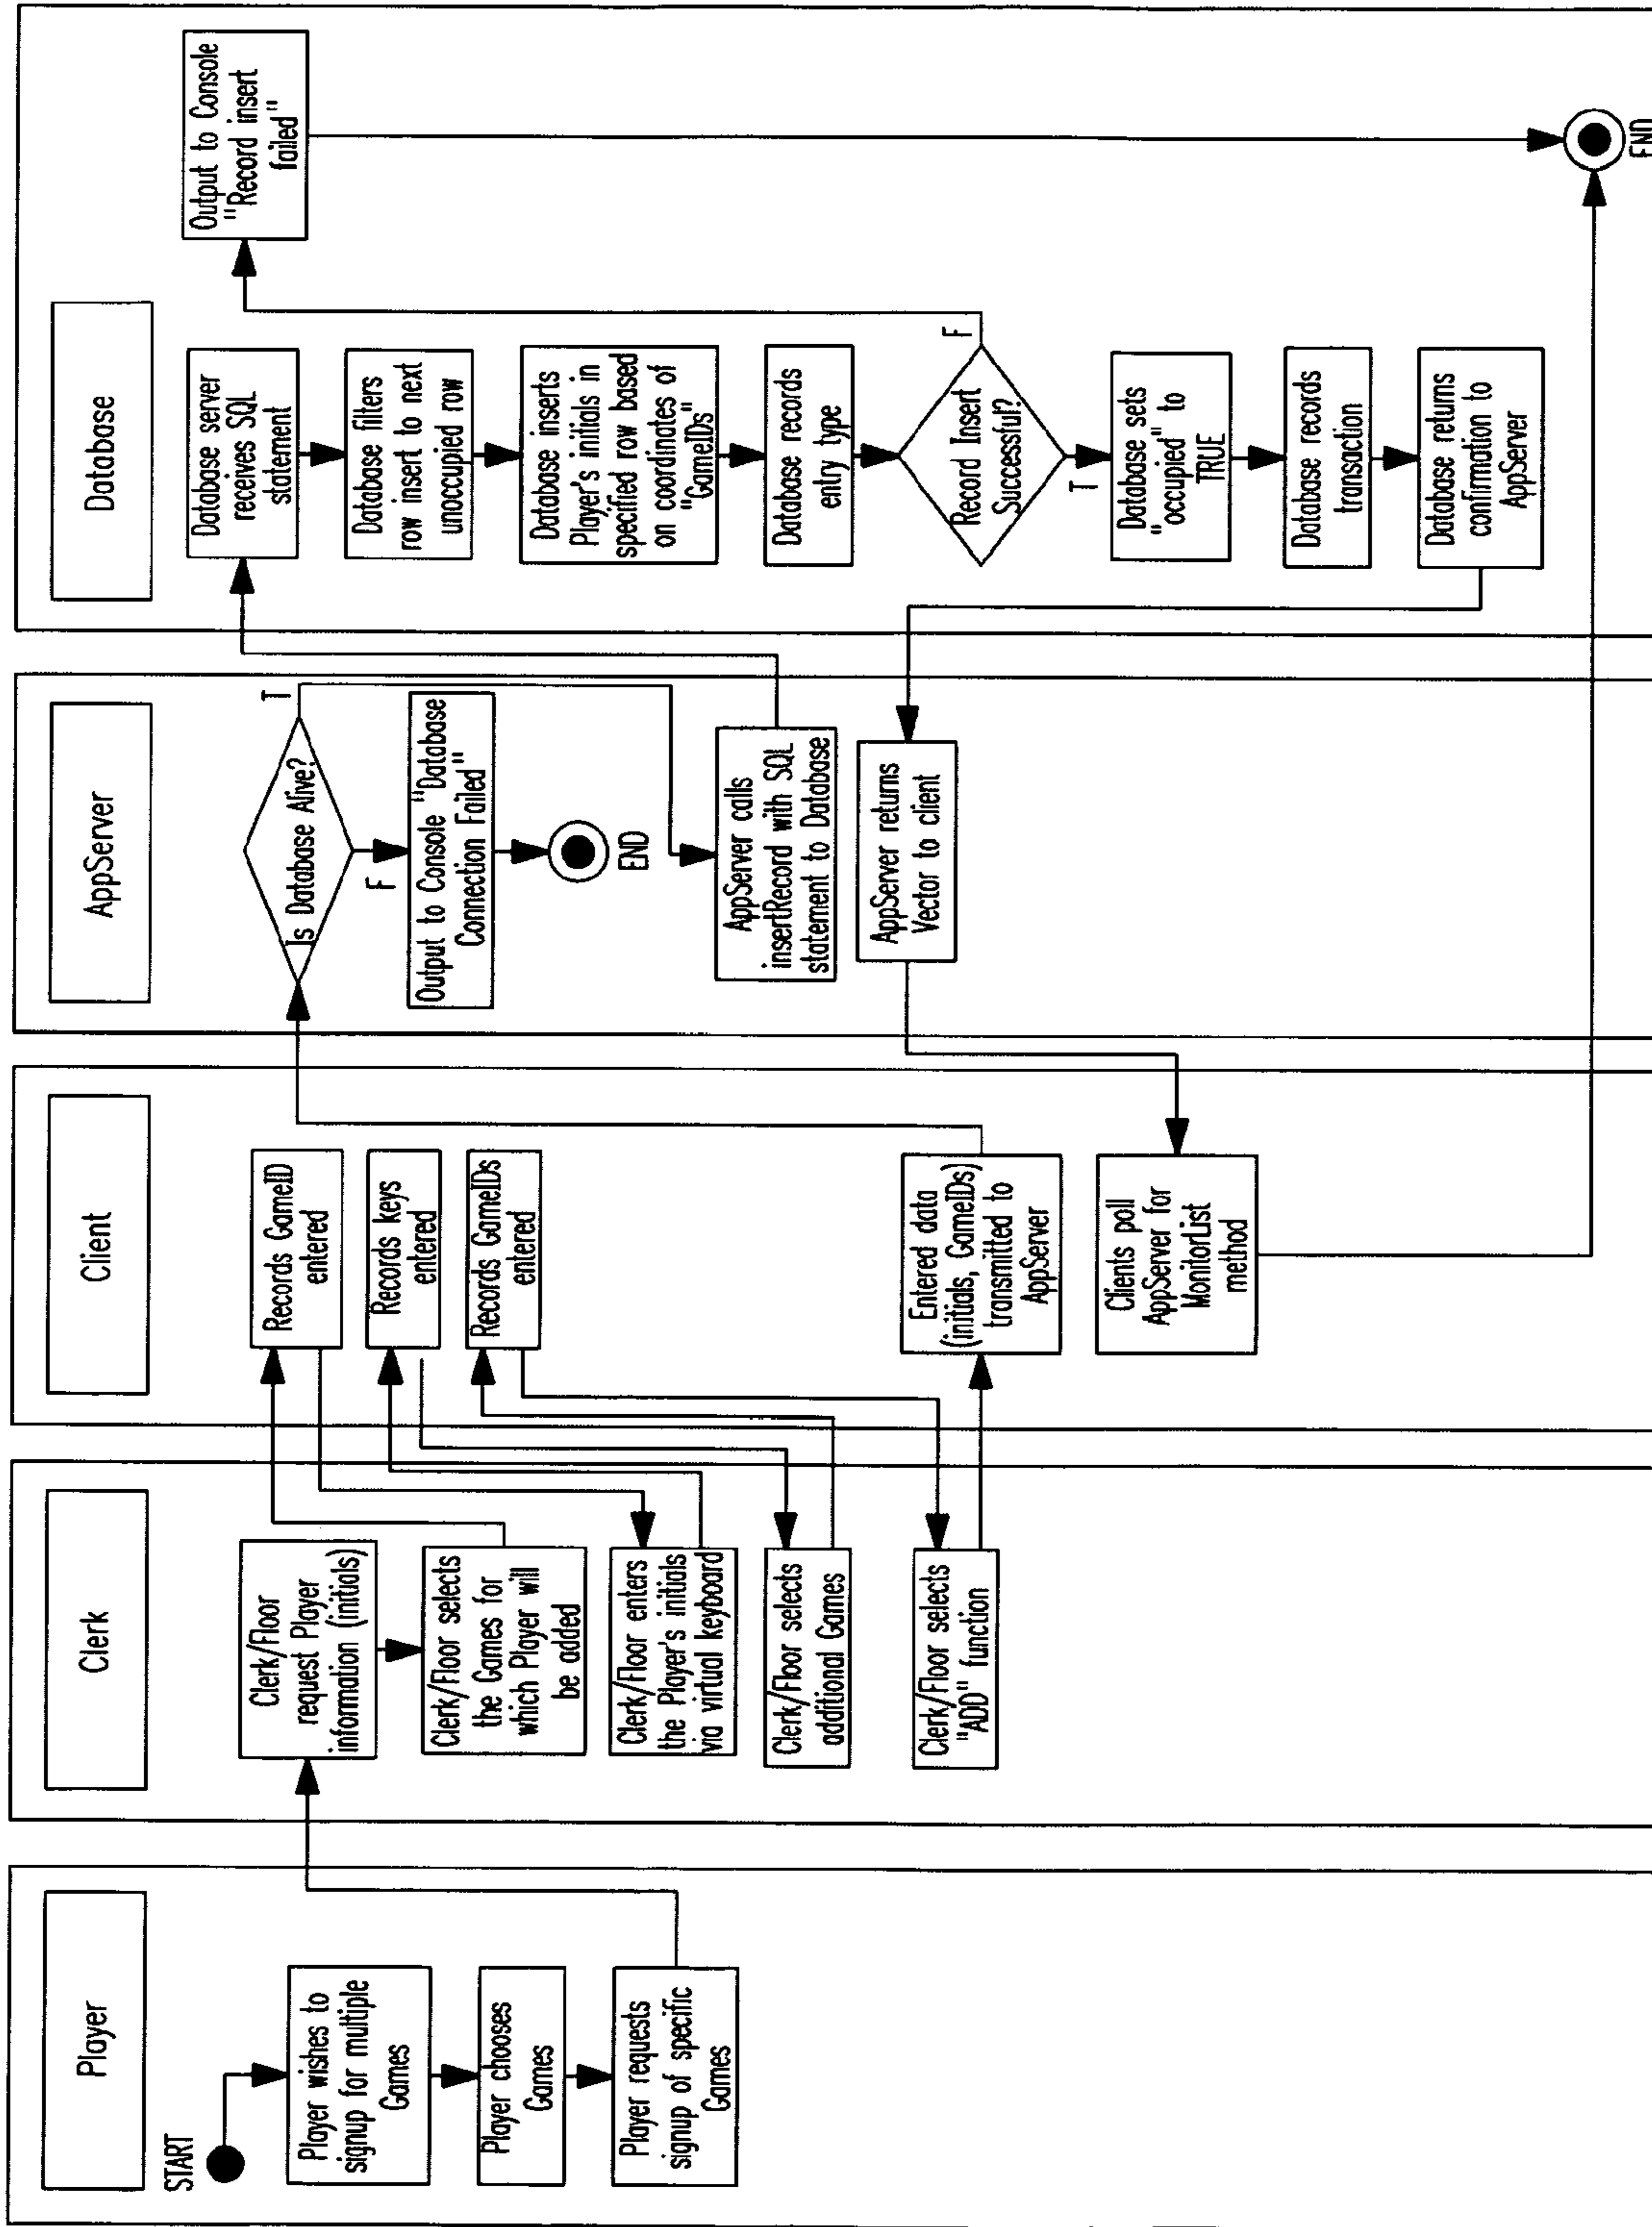 Player
START
Player wishes to
signup for multiple
Games
Player chooses
Games
Player requests
signup of specific
Games
Clerk
Clerk/Floor
request Player
information (initials)
Clerk/Floor selects
the Games for
which Player will
be added
Clerk/Floor enters
the Player's initials
via virtual keyboard
Clerk/Floor selects
additional Games
Clerk/Floor selects
"ADD" function
Client
Records GameID
entered
Records keys
entered
Records GameIDs
entered
Entered data
(initials, GameIDs)
transmitted to
AppServer
Clients poll
AppServer for
MonitorList
method
AppServer
Is Database Alive?
T
F
Output to Console "Database
Connection Failed"
END
AppServer calls
insertRecord with SQL
statement to Database
AppServer returns
Vector to client
Database
Database server
receives SQL
statement
Database filters
row insert to next
unoccupied row
Database inserts
Player's initials in
specified row based
on coordinates of
"GameIDs"
Database records
entry type
Record Insert
Successful?
F
T
Database sets
"occupied" to
TRUE
Database records
transaction
Database returns
confirmation to
AppServer
Output to Console
"Record insert
failed"
END